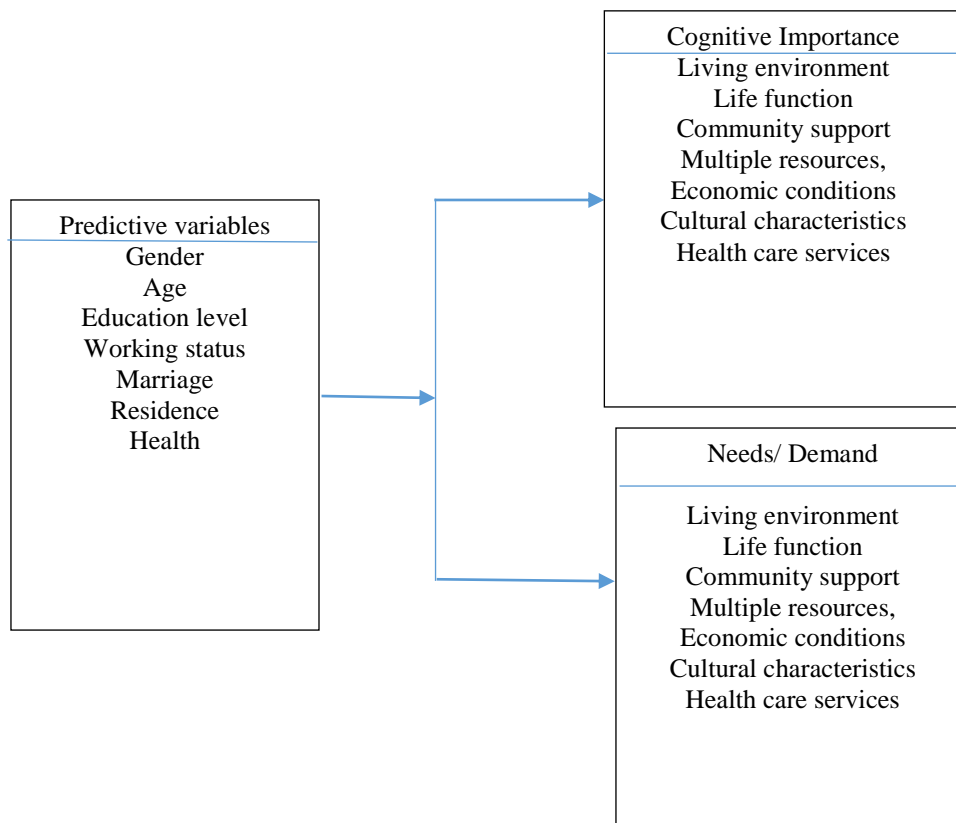 Predictive variables
Gender
Age
Education level
Working status
Marriage
Residence
Health
Cognitive Importance
Living environment
Life function
Community support
Multiple resources,
Economic conditions
Cultural characteristics
Health care services
Needs/ Demand
Living environment
Life function
Community support
Multiple resources,
Economic conditions
Cultural characteristics
Health care services